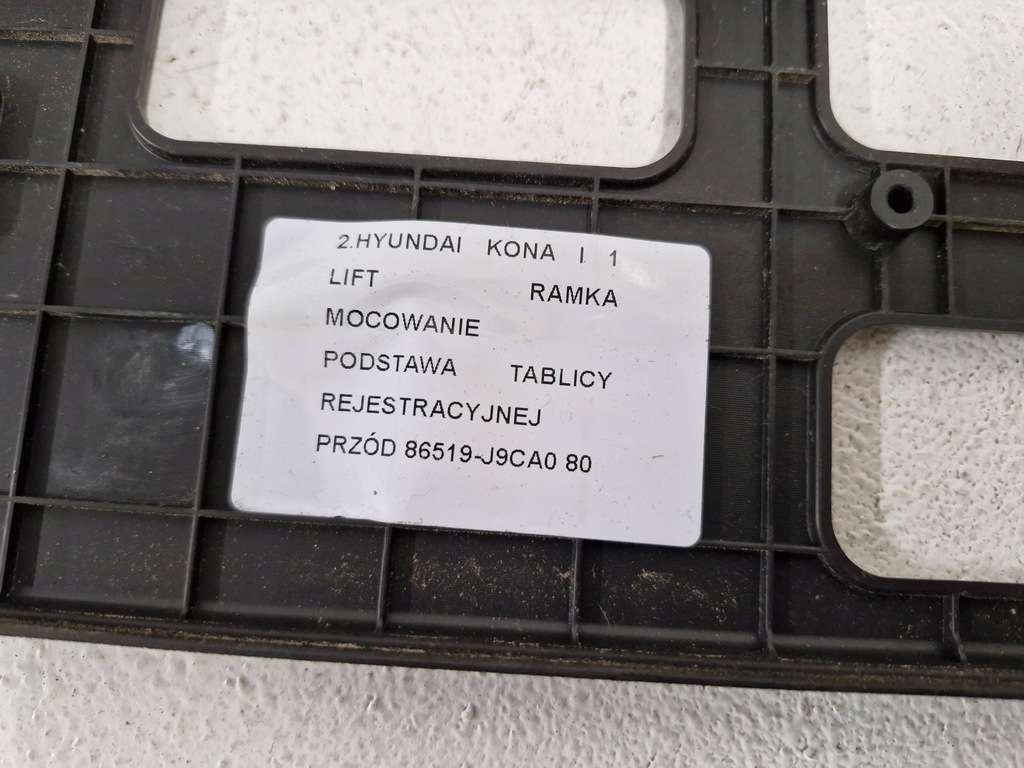 2.HYUNDAI KONA I 1
LIFT RAMKA
MOCOWANIE
PODSTAWA TABLICY
REJESTRACYJNEJ
PRZÓD 86519-J9CA0 80